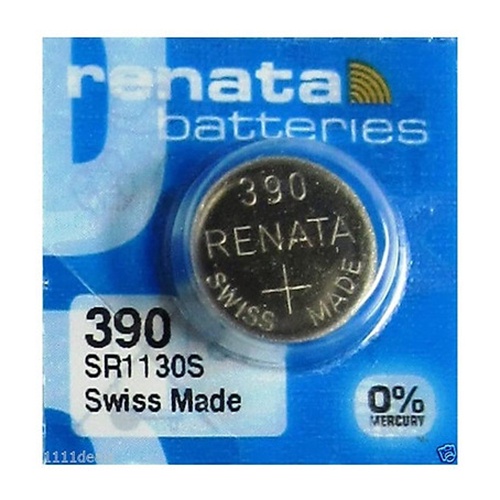 renata
batteries
390
RENATA
+
SWISS MADE
390
SR1130S
Swiss Made
0%
MERCURY